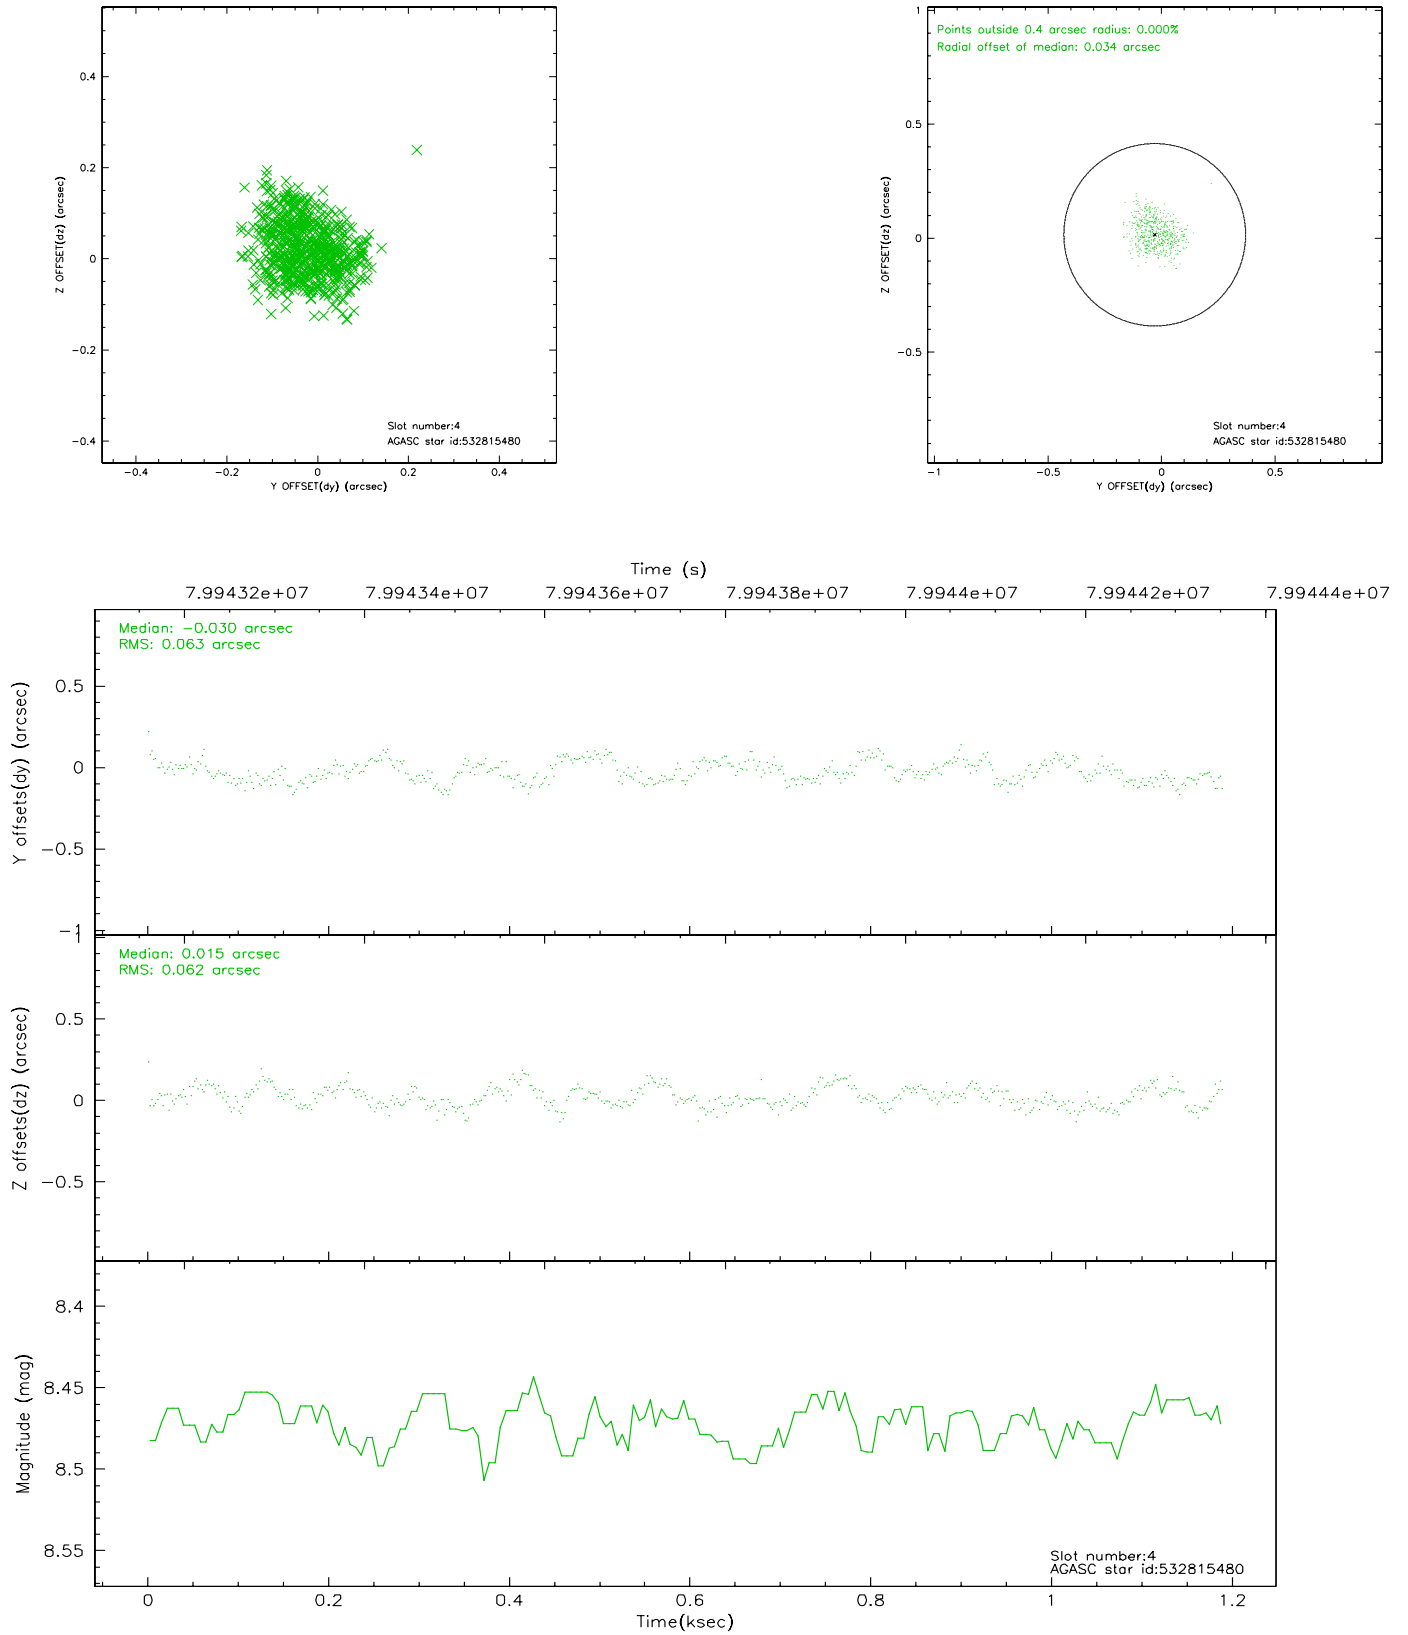 0.4
0.2
0
−0.2
−0.4
Z OFFSET(dz) (arcsec)
Slot number:4
AGASC star id:532815480
−0.4 −0.2 0 0.2 0.4
Y OFFSET(dy) (arcsec)
Points outside 0.4 arcsec radius: 0.000%
Radial offset of median: 0.034 arcsec
1
0.5
0
−0.5
Z OFFSET(dz) (arcsec)
Slot number:4
AGASC star id:532815480
−1 −0.5 0 0.5
Y OFFSET(dy) (arcsec)
Time (s)
7.99432e+07 7.99434e+07 7.99436e+07 7.99438e+07 7.9944e+07 7.99442e+07 7.99444e+07
Median: −0.030 arcsec
RMS: 0.063 arcsec
0.5
0
−0.5
−1
Y offsets(dy) (arcsec)
Median: 0.015 arcsec
RMS: 0.062 arcsec
1
0.5
0
−0.5
Z offsets(dz) (arcsec)
8.4
8.45
8.5
8.55
Magnitude (mag)
Slot number:4
AGASC star id:532815480
0 0.2 0.4 0.6 0.8 1 1.2
Time(ksec)